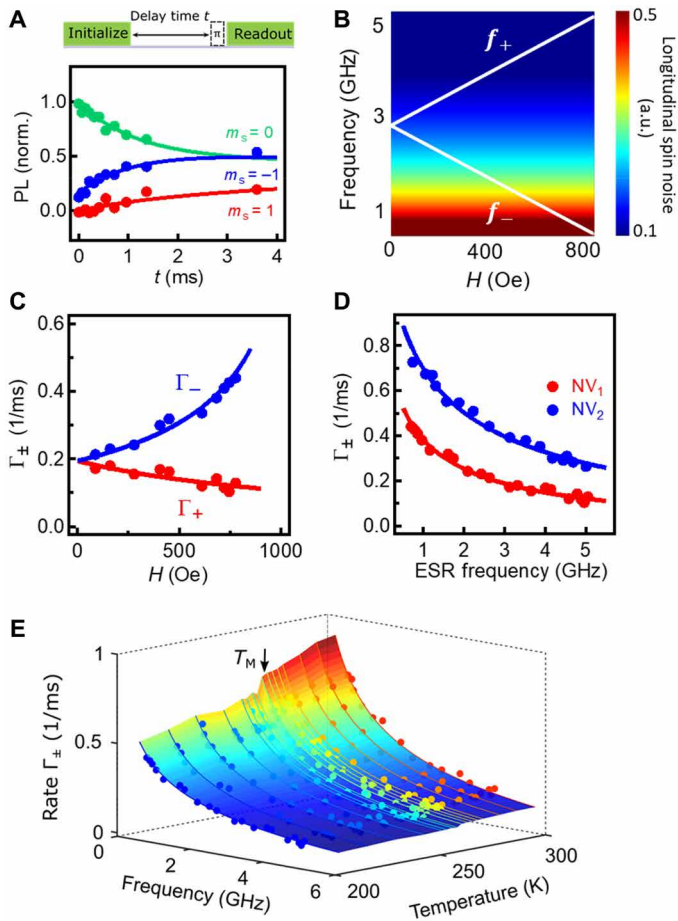 A
Delay time t
Initialize
π
Readout
PL (norm.)
1.0
0.5
0.0
mₛ = 0
mₛ = −1
mₛ = 1
0 1 2 3 4
t (ms)
B
Frequency (GHz)
5
3
1
f₊
f₋
0 400 800
H (Oe)
0.5
0.1
Longitudinal spin noise
(a.u.)
C
Γ± (1/ms)
0.6
0.4
0.2
0.0
Γ₋
Γ₊
0 500 1000
H (Oe)
D
Γ± (1/ms)
0.8
0.6
0.4
0.2
0.0
NV₁
NV₂
1 2 3 4 5
ESR frequency (GHz)
E
Rate Γ± (1/ms)
1
0.5
0
T_M
0 2 4 6
Frequency (GHz)
200 250 300
Temperature (K)